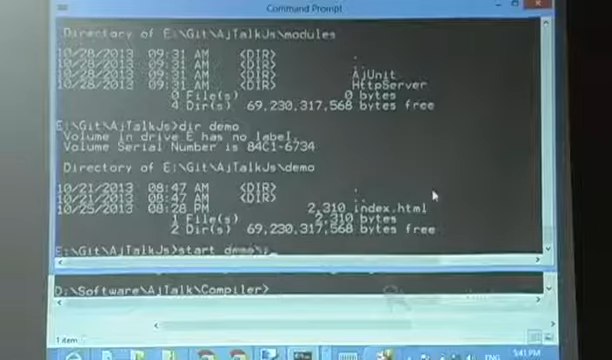 Command Prompt
Directory of E:\Git\AjTalkJs\modules
10/28/2013 09:31 AM <DIR> .
10/28/2013 09:31 AM <DIR> ..
10/28/2013 09:31 AM <DIR> AjUnit
10/28/2013 09:31 AM <DIR> HttpServer
0 File(s) 0 bytes
4 Dir(s) 69,230,317,568 bytes free
E:\Git\AjTalkJs>dir demo
Volume in drive E has no label.
Volume Serial Number is 84C1-6734
Directory of E:\Git\AjTalkJs\demo
10/21/2013 08:47 AM <DIR> .
10/21/2013 08:47 AM <DIR> ..
10/25/2013 08:28 PM 2,310 index.html
1 File(s) 2,310 bytes
2 Dir(s) 69,230,317,568 bytes free
E:\Git\AjTalkJs>start demo\
D:\Software\AjTalk\Compiler>
1 item
ENG
5:41 PM